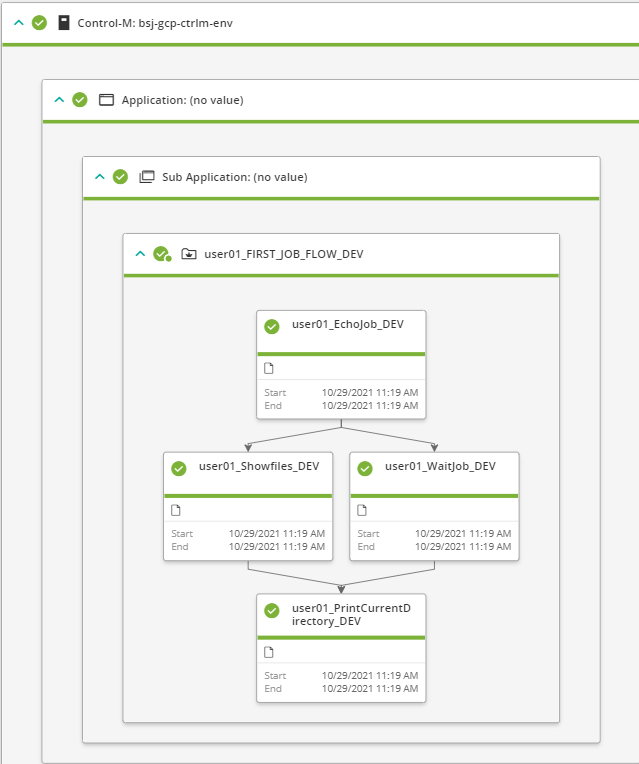 Control-M: bsj-gcp-ctrlm-env
Application: (no value)
Sub Application: (no value)
user01_FIRST_JOB_FLOW_DEV
user01_EchoJob_DEV
Start 10/29/2021 11:19 AM
End 10/29/2021 11:19 AM
user01_Showfiles_DEV
Start 10/29/2021 11:19 AM
End 10/29/2021 11:19 AM
user01_WaitJob_DEV
Start 10/29/2021 11:19 AM
End 10/29/2021 11:19 AM
user01_PrintCurrentD
irectory_DEV
Start 10/29/2021 11:19 AM
End 10/29/2021 11:19 AM